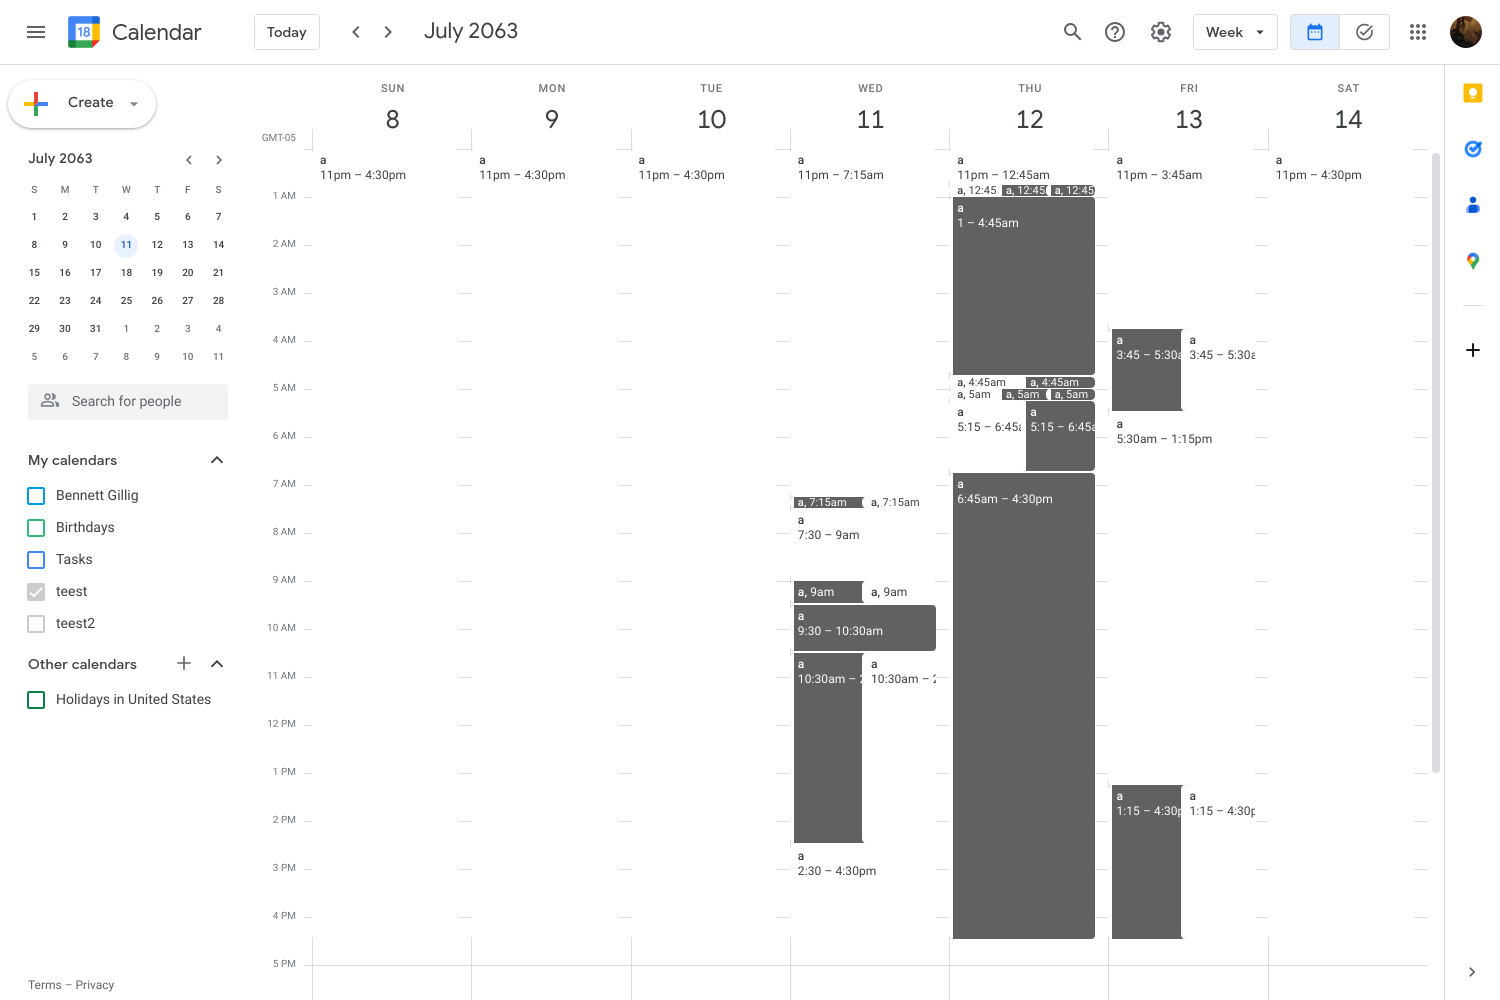 18 Calendar Today July 2063 Week
Create
July 2063
S M T W T F S
1 2 3 4 5 6 7
8 9 10 11 12 13 14
15 16 17 18 19 20 21
22 23 24 25 26 27 28
29 30 31 1 2 3 4
5 6 7 8 9 10 11
Search for people
My calendars
Bennett Gillig
Birthdays
Tasks
teest
teest2
Other calendars
Holidays in United States
Terms – Privacy
GMT-05
1 AM
2 AM
3 AM
4 AM
5 AM
6 AM
7 AM
8 AM
9 AM
10 AM
11 AM
12 PM
1 PM
2 PM
3 PM
4 PM
5 PM
SUN
8
a
11pm – 4:30pm
MON
9
a
11pm – 4:30pm
TUE
10
a
11pm – 4:30pm
WED
11
a
11pm – 7:15am
a, 7:15am a, 7:15am
a
7:30 – 9am
a, 9am a, 9am
a
9:30 – 10:30am
a a
10:30am – 2 10:30am – 2
a
2:30 – 4:30pm
THU
12
a
11pm – 12:45am
a, 12:45 a, 12:45 a, 12:45
a
1 – 4:45am
a, 4:45am a, 4:45am
a, 5am a, 5am a, 5am
a a
5:15 – 6:45a 5:15 – 6:45a
a
6:45am – 4:30pm
FRI
13
a
11pm – 3:45am
a a
3:45 – 5:30a 3:45 – 5:30a
a
5:30am – 1:15pm
a a
1:15 – 4:30p 1:15 – 4:30p
SAT
14
a
11pm – 4:30pm